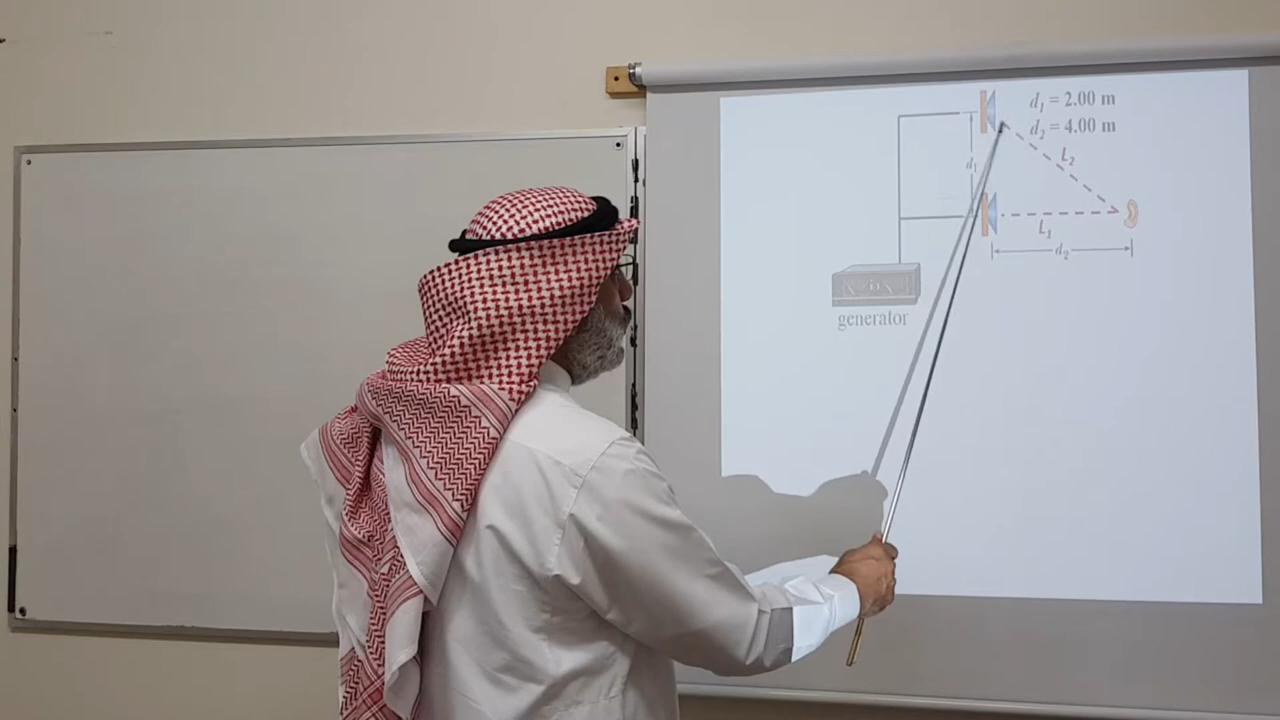 d₁ = 2.00 m
d₂ = 4.00 m
d₁
L₂
L₁
d₂
generator